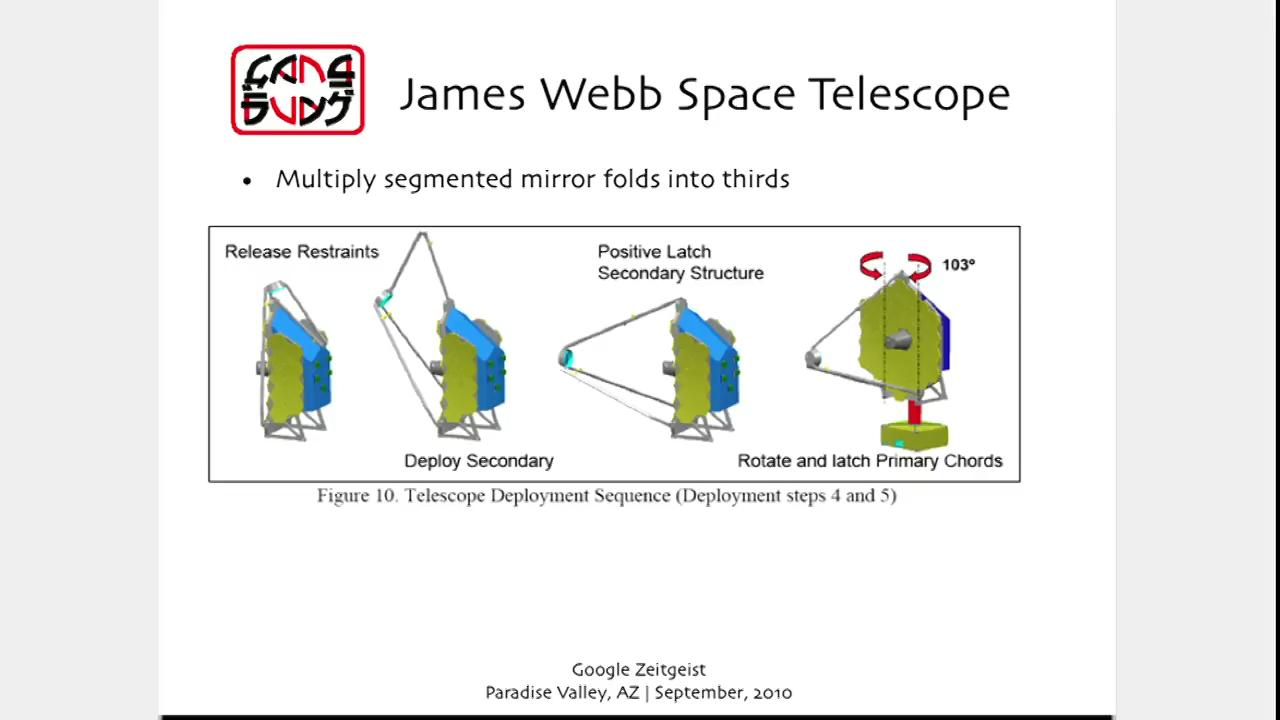 James Webb Space Telescope
• Multiply segmented mirror folds into thirds
Release Restraints
Positive Latch
Secondary Structure
103º
Deploy Secondary
Rotate and latch Primary Chords
Figure 10. Telescope Deployment Sequence (Deployment steps 4 and 5)
Google Zeitgeist
Paradise Valley, AZ | September, 2010